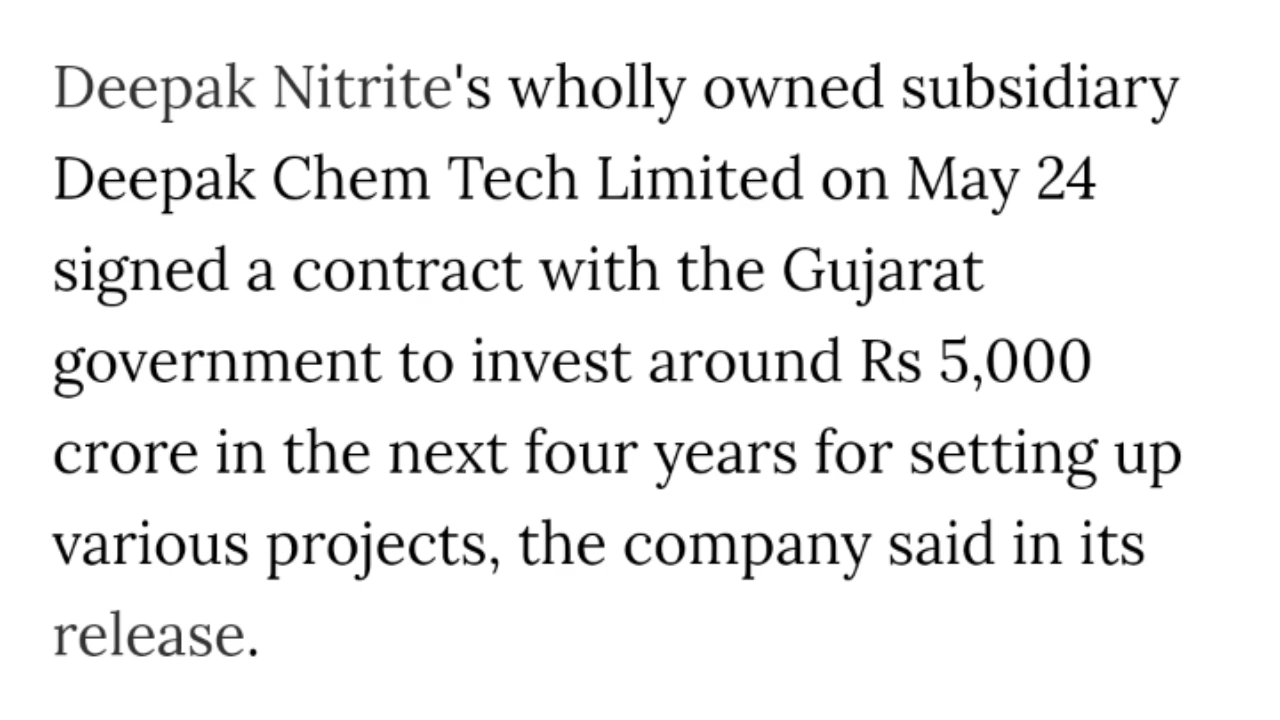 Deepak Nitrite's wholly owned subsidiary
Deepak Chem Tech Limited on May 24
signed a contract with the Gujarat
government to invest around Rs 5,000
crore in the next four years for setting up
various projects, the company said in its
release.